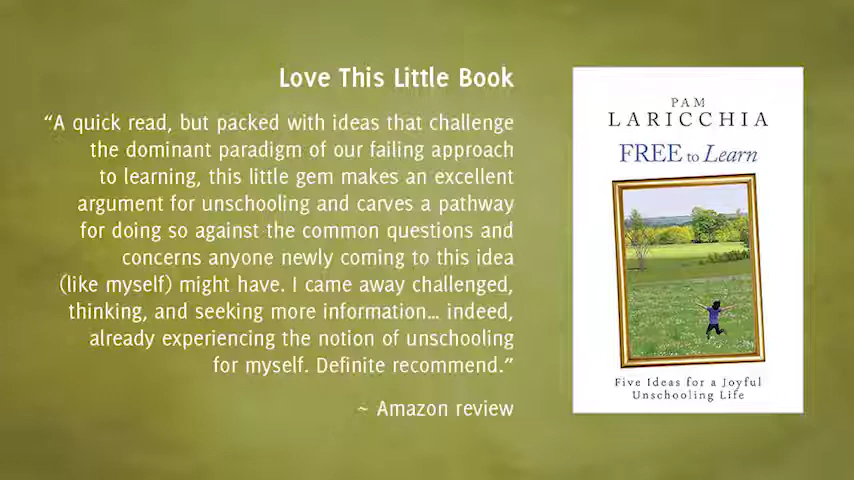 Love This Little Book
“A quick read, but packed with ideas that challenge
the dominant paradigm of our failing approach
to learning, this little gem makes an excellent
argument for unschooling and carves a pathway
for doing so against the common questions and
concerns anyone newly coming to this idea
(like myself) might have. I came away challenged,
thinking, and seeking more information... indeed,
already experiencing the notion of unschooling
for myself. Definite recommend.”
~ Amazon review
PAM
LARICCHIA
FREE to Learn
Five Ideas for a Joyful
Unschooling Life